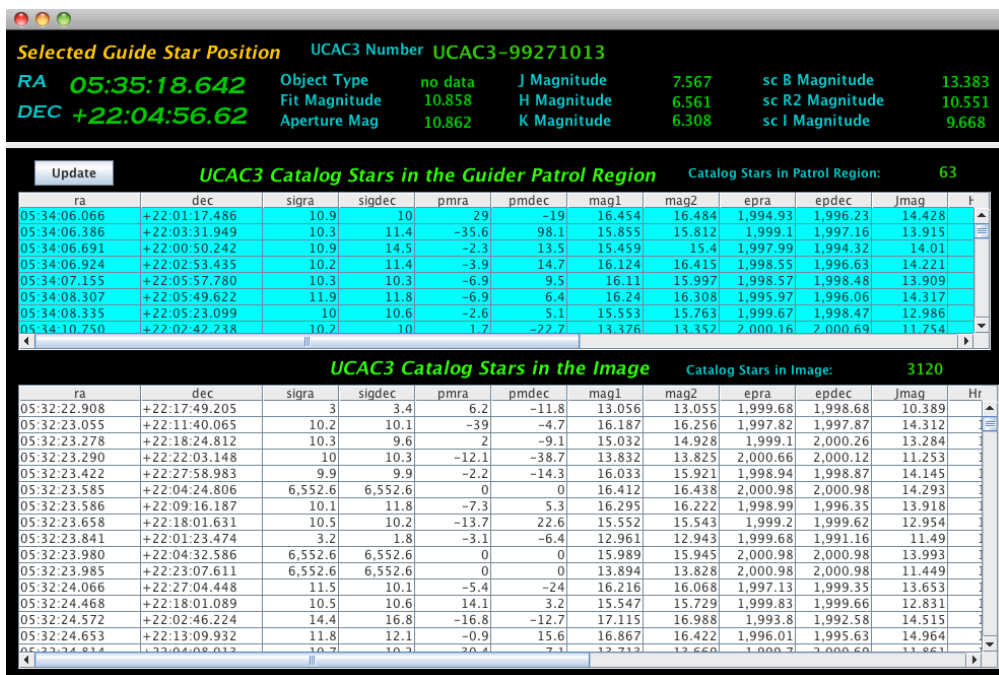 Selected Guide Star Position UCAC3 Number UCAC3-99271013
RA 05:35:18.642 Object Type no data J Magnitude 7.567 sc B Magnitude 13.383
Fit Magnitude 10.858 H Magnitude 6.561 sc R2 Magnitude 10.551
DEC +22:04:56.62 Aperture Mag 10.862 K Magnitude 6.308 sc I Magnitude 9.668
Update UCAC3 Catalog Stars in the Guider Patrol Region Catalog Stars in Patrol Region: 63
ra dec sigra sigdec pmra pmdec mag1 mag2 epra epdec Jmag
05:34:06.066 +22:01:17.486 10.9 10 29 -19 16.454 16.484 1,994.93 1,996.23 14.428
05:34:06.386 +22:03:31.949 10.3 11.4 -35.6 98.1 15.855 15.812 1,999.1 1,997.16 13.915
05:34:06.691 +22:00:50.242 10.9 14.5 -2.3 13.5 15.459 15.4 1,997.99 1,994.32 14.01
05:34:06.924 +22:02:53.435 10.2 11.4 -3.9 14.7 16.124 16.415 1,998.55 1,996.63 14.221
05:34:07.155 +22:05:57.780 10.3 10.3 -6.9 9.5 16.11 15.997 1,998.57 1,998.48 13.909
05:34:08.307 +22:05:49.622 11.9 11.8 -6.9 6.4 16.24 16.308 1,995.97 1,996.06 14.317
05:34:08.335 +22:05:23.099 10 10.6 -2.6 5.1 15.553 15.763 1,999.67 1,998.47 12.986
05:34:10.750 +22:02:42.238 10.2 10 1.7 -22.7 13.376 13.352 2,000.16 2,000.69 11.754
UCAC3 Catalog Stars in the Image Catalog Stars in Image: 3120
ra dec sigra sigdec pmra pmdec mag1 mag2 epra epdec Jmag
05:32:22.908 +22:17:49.205 3 3.4 6.2 -11.8 13.056 13.055 1,999.68 1,998.68 10.389
05:32:23.055 +22:11:40.065 10.2 10.1 -39 -4.7 16.187 16.256 1,997.82 1,997.87 14.312
05:32:23.278 +22:18:24.812 10.3 9.6 2 -9.1 15.032 14.928 1,999.1 2,000.26 13.284
05:32:23.290 +22:22:03.148 10 10.3 -12.1 -38.7 13.832 13.825 2,000.66 2,000.12 11.253
05:32:23.422 +22:27:58.983 9.9 9.9 -2.2 -14.3 16.033 15.921 1,998.94 1,998.87 14.145
05:32:23.585 +22:04:24.806 6,552.6 6,552.6 0 0 16.412 16.438 2,000.98 2,000.98 14.293
05:32:23.586 +22:09:16.187 10.1 11.8 -7.3 5.3 16.295 16.222 1,998.99 1,996.35 13.918
05:32:23.658 +22:18:01.631 10.5 10.2 -13.7 22.6 15.552 15.543 1,999.2 1,999.62 12.954
05:32:23.841 +22:01:23.474 3.2 1.8 -3.1 -6.4 12.961 12.943 1,999.68 1,991.16 11.49
05:32:23.980 +22:04:32.586 6,552.6 6,552.6 0 0 15.989 15.945 2,000.98 2,000.98 13.993
05:32:23.985 +22:23:07.611 6,552.6 6,552.6 0 0 13.894 13.828 2,000.98 2,000.98 11.449
05:32:24.066 +22:27:04.448 11.5 10.1 -5.4 -24 16.216 16.068 1,997.13 1,999.35 13.653
05:32:24.468 +22:18:01.089 10.5 10.6 14.1 3.2 15.547 15.729 1,999.83 1,999.66 12.831
05:32:24.572 +22:02:46.224 14.4 16.8 -16.8 -12.7 17.115 16.988 1,993.8 1,992.58 14.515
05:32:24.653 +22:13:09.932 11.8 12.1 -0.9 15.6 16.867 16.422 1,996.01 1,995.63 14.964